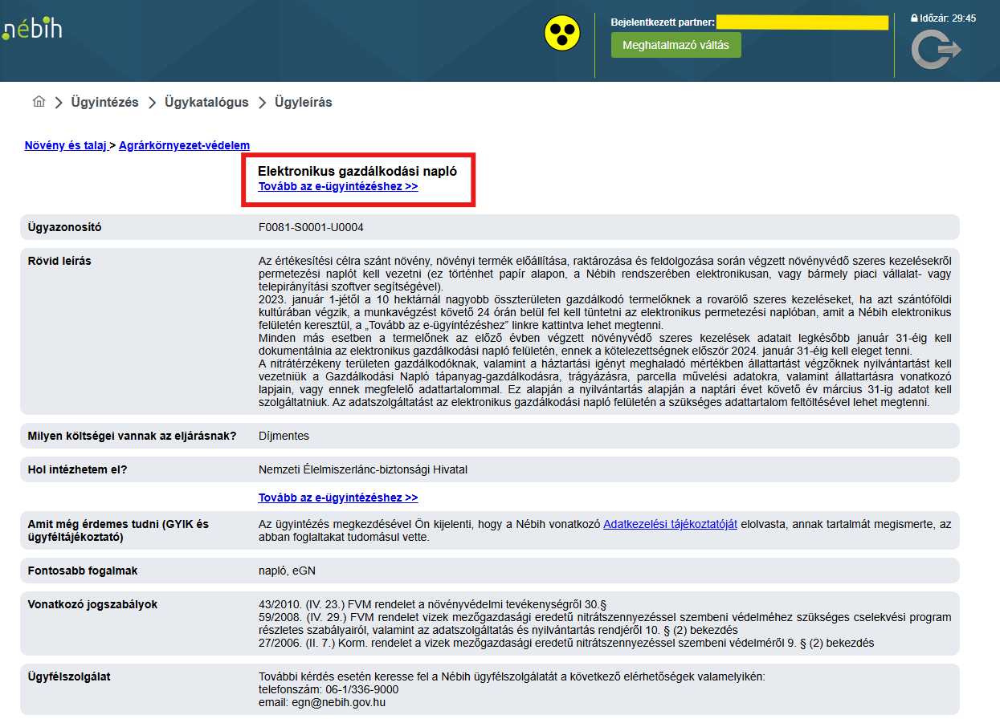 nébih
Bejelentkezett partner:
Meghatalmazó váltás
Időzár: 29:45
Ügyintézés
Ügykatalógus
Ügyleírás
Növény és talaj > Agrárkörnyezet-védelem
Elektronikus gazdálkodási napló
Tovább az e-ügyintézéshez >>
Ügyazonosító
F0081-S0001-U0004
Rövid leírás
Az értékesítési célra szánt növény, növényi termék előállítása, raktározása és feldolgozása során végzett növényvédő szeres kezelésekről
permetezési naplót kell vezetni (ez történhet papír alapon, a Nébih rendszerében elektronikusan, vagy bármely piaci vállalat- vagy
telepirányítási szoftver segítségével).
2023. január 1-jétől a 10 hektárnál nagyobb összterületen gazdálkodó termelőknek a rovarölő szeres kezeléseket, ha azt szántóföldi
kultúrában végzik, a munkavégzést követő 24 órán belül fel kell tüntetni az elektronikus permetezési naplóban, amit a Nébih elektronikus
felületén keresztül, a „Tovább az e-ügyintézéshez” linkre kattintva lehet megtenni.
Minden más esetben a termelőnek az előző évben végzett növényvédő szeres kezelések adatait legkésőbb január 31-éig kell
dokumentálnia az elektronikus gazdálkodási napló felületén, ennek a kötelezettségnek először 2024. január 31-éig kell eleget tenni.
A nitrátérzékeny területen gazdálkodóknak, valamint a háztartási igényt meghaladó mértékben állattartást végzőknek nyilvántartást kell
vezetniük a Gazdálkodási Napló tápanyag-gazdálkodásra, trágyázásra, parcella művelési adatokra, valamint állattartásra vonatkozó
lapjain, vagy ennek megfelelő adattartalommal. Ez alapján a nyilvántartás alapján a naptári évet követő év március 31-ig adatot kell
szolgáltatniuk. Az adatszolgáltatást az elektronikus gazdálkodási napló felületén a szükséges adattartalom feltöltésével lehet megtenni.
Milyen költségei vannak az eljárásnak?
Díjmentes
Hol intézhetem el?
Nemzeti Élelmiszerlánc-biztonsági Hivatal
Tovább az e-ügyintézéshez >>
Amit még érdemes tudni (GYIK és
ügyféltájékoztató)
Az ügyintézés megkezdésével Ön kijelenti, hogy a Nébih vonatkozó Adatkezelési tájékoztatóját elolvasta, annak tartalmát megismerte, az
abban foglaltakat tudomásul vette.
Fontosabb fogalmak
napló, eGN
Vonatkozó jogszabályok
43/2010. (IV. 23.) FVM rendelet a növényvédelmi tevékenységről 30.§
59/2008. (IV. 29.) FVM rendelet vizek mezőgazdasági eredetű nitrátszennyezéssel szembeni védelméhez szükséges cselekvési program
részletes szabályairól, valamint az adatszolgáltatás és nyilvántartás rendjéről 10. § (2) bekezdés
27/2006. (II. 7.) Korm. rendelet a vizek mezőgazdasági eredetű nitrátszennyezéssel szembeni védelméről 9. § (2) bekezdés
Ügyfélszolgálat
További kérdés esetén keresse fel a Nébih ügyfélszolgálatát a következő elérhetőségek valamelyikén:
telefonszám: 06-1/336-9000
email: egn@nebih.gov.hu